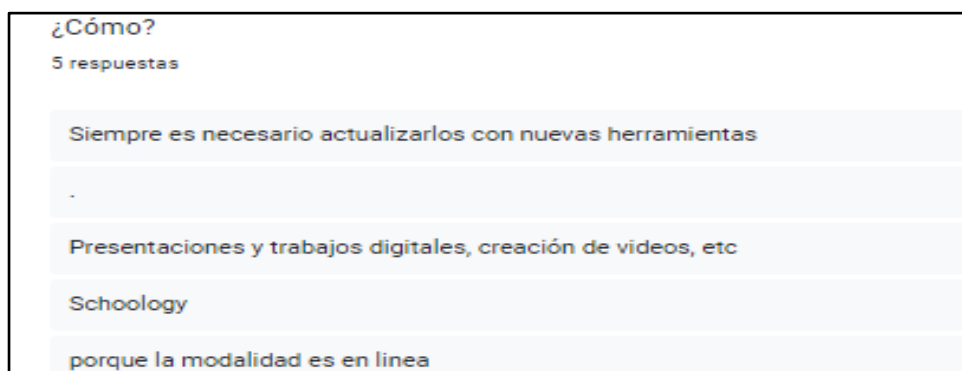 ¿Cómo?
5 respuestas
Siempre es necesario actualizarlos con nuevas herramientas
.
Presentaciones y trabajos digitales, creación de videos, etc
Schoology
porque la modalidad es en linea